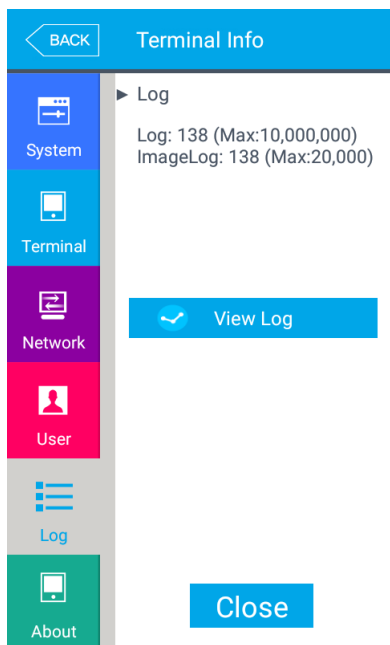 BACK
Terminal Info
System
Terminal
Network
User
Log
About
▶ Log
Log: 138 (Max:10,000,000)
ImageLog: 138 (Max:20,000)
View Log
Close